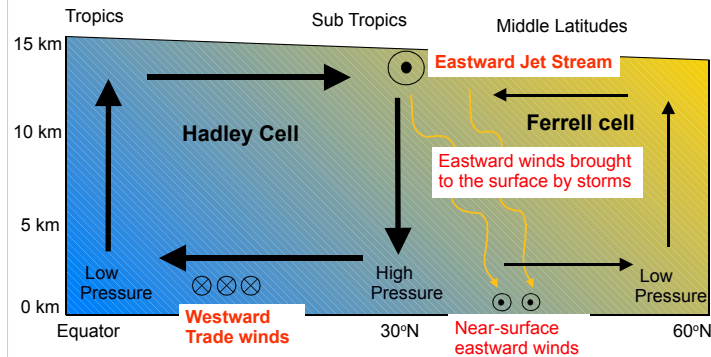 Tropics
Sub Tropics
Middle Latitudes
15 km
Eastward Jet Stream
10 km
Hadley Cell
Ferrell cell
Eastward winds brought
to the surface by storms
5 km
Low
Pressure
High
Pressure
Low
Pressure
0 km
Westward
Trade winds
Near-surface
eastward winds
Equator
30ºN
60ºN